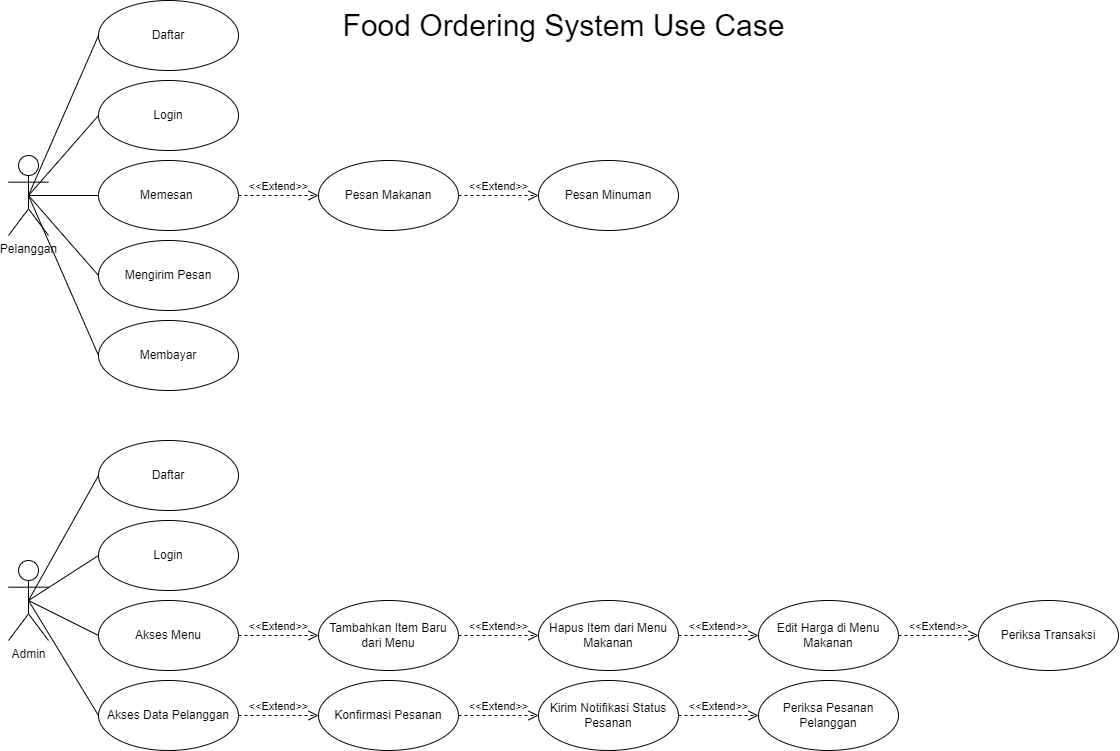 Food Ordering System Use Case
Daftar
Login
Memesan
<<Extend>>
Pesan Makanan
<<Extend>>
Pesan Minuman
Pelanggan
Mengirim Pesan
Membayar
Daftar
Login
Admin
Akses Menu
<<Extend>>
Tambahkan Item Baru
dari Menu
<<Extend>>
Hapus Item dari Menu
Makanan
<<Extend>>
Edit Harga di Menu
Makanan
<<Extend>>
Periksa Transaksi
Akses Data Pelanggan
<<Extend>>
Konfirmasi Pesanan
<<Extend>>
Kirim Notifikasi Status
Pesanan
<<Extend>>
Periksa Pesanan
Pelanggan